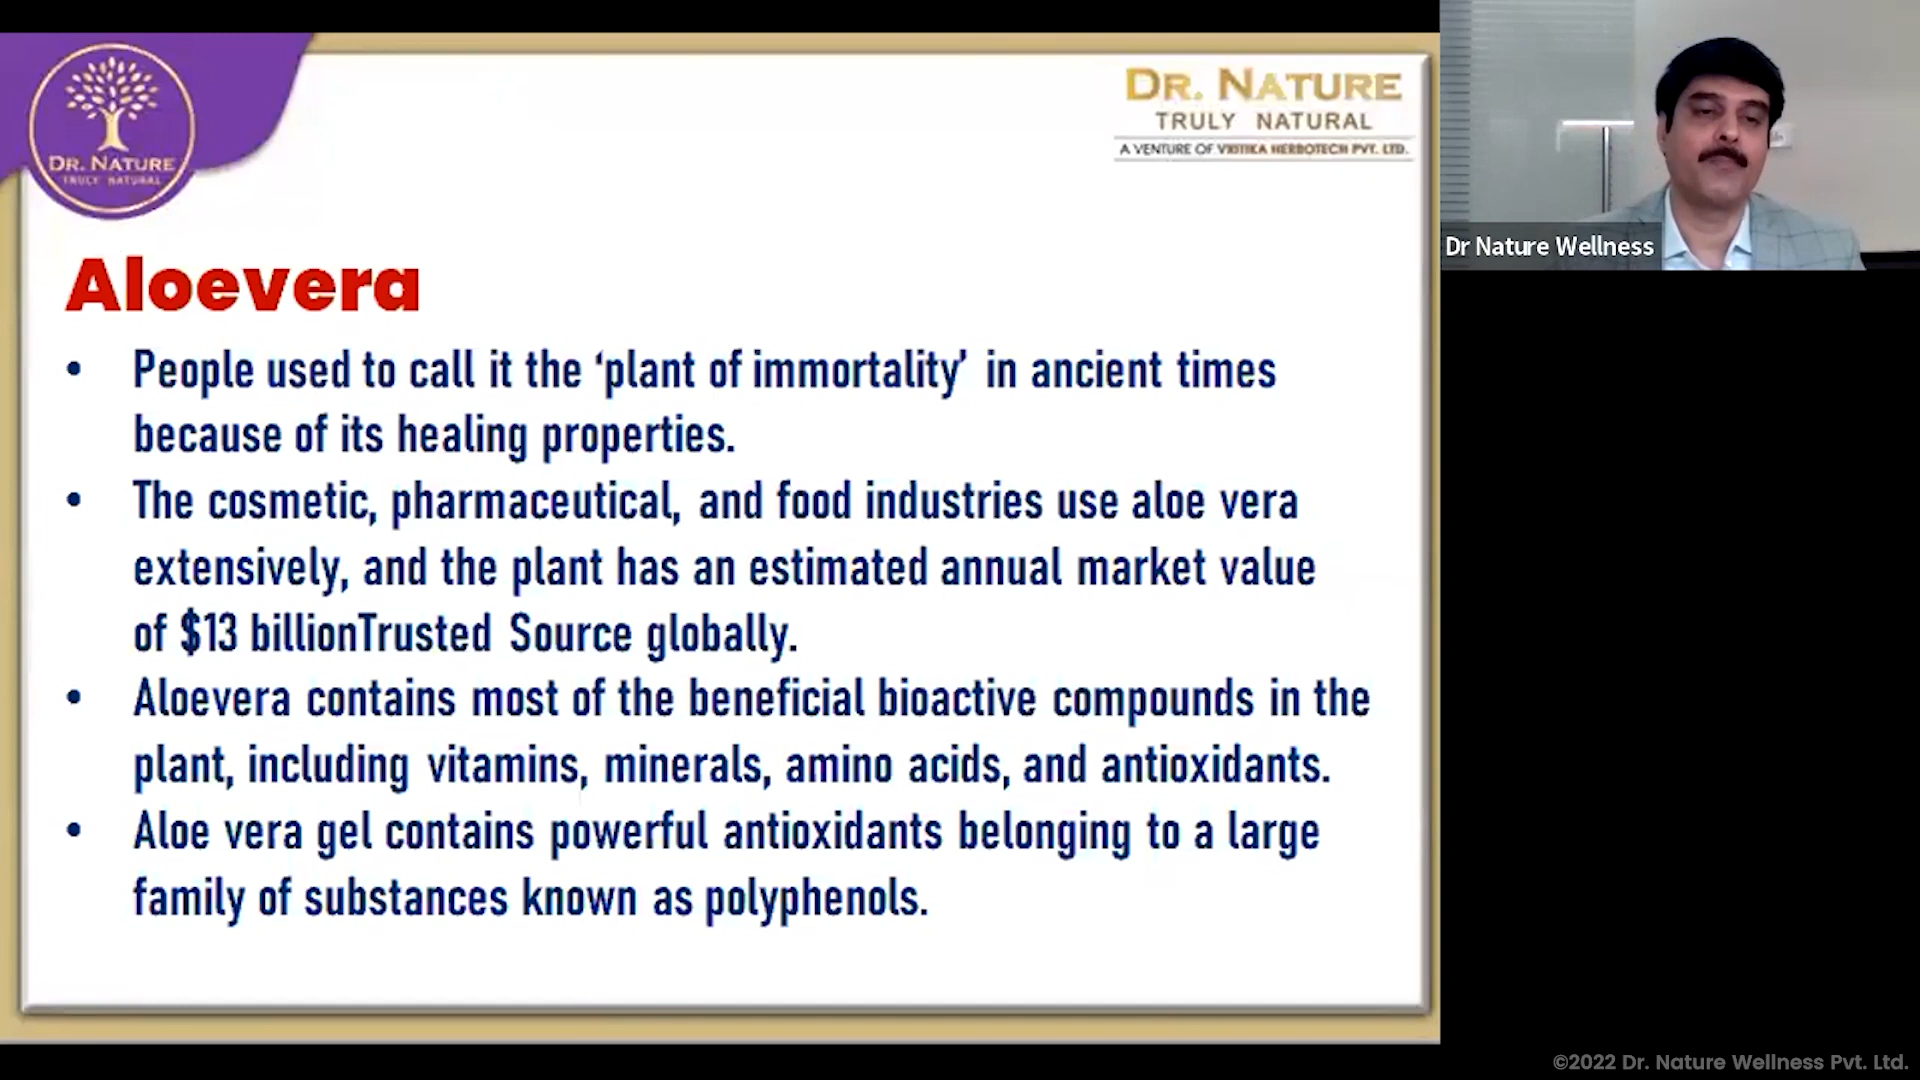 DR. NATURE
TRULY NATURAL
DR. NATURE
TRULY NATURAL
A VENTURE OF VRITIKA HERBOTECH PVT. LTD.
Dr Nature Wellness
Aloevera
• People used to call it the ‘plant of immortality’ in ancient times
because of its healing properties.
• The cosmetic, pharmaceutical, and food industries use aloe vera
extensively, and the plant has an estimated annual market value
of $13 billionTrusted Source globally.
• Aloevera contains most of the beneficial bioactive compounds in the
plant, including vitamins, minerals, amino acids, and antioxidants.
• Aloe vera gel contains powerful antioxidants belonging to a large
family of substances known as polyphenols.
©2022 Dr. Nature Wellness Pvt. Ltd.